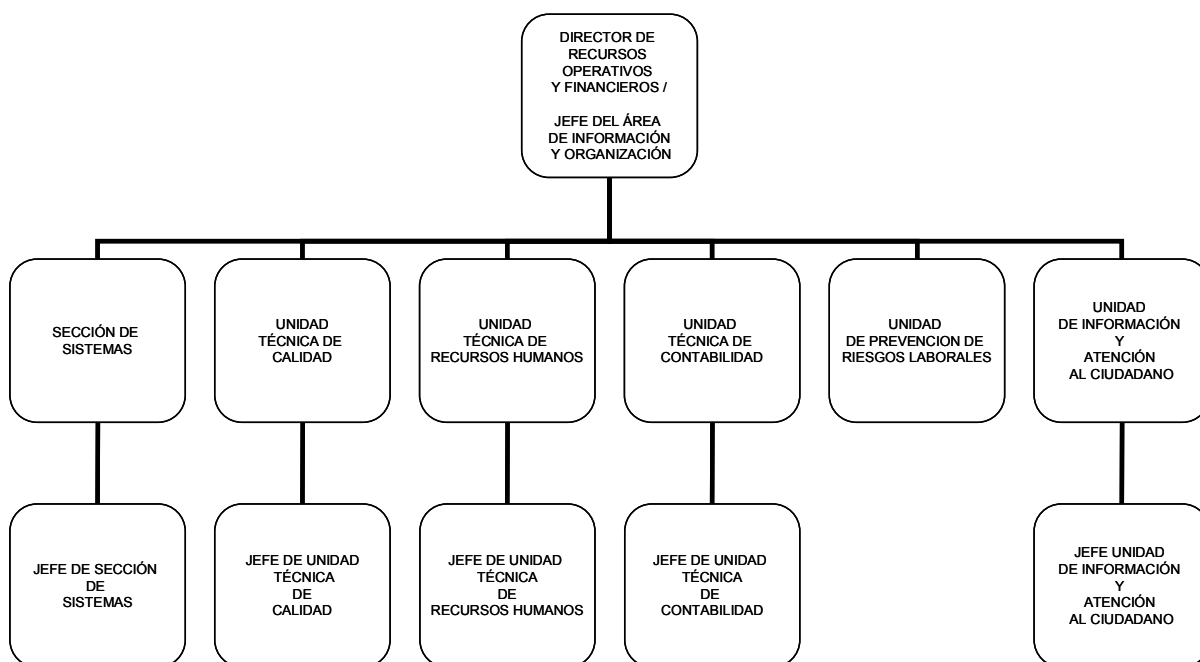 DIRECTOR DE
RECURSOS
OPERATIVOS
Y FINANCIEROS /
JEFE DEL ÁREA
DE INFORMACIÓN
Y ORGANIZACIÓN
SECCIÓN DE
SISTEMAS
UNIDAD
TÉCNICA DE
CALIDAD
UNIDAD
TÉCNICA DE
RECURSOS HUMANOS
UNIDAD
TÉCNICA DE
CONTABILIDAD
UNIDAD
DE PREVENCION DE
RIESGOS LABORALES
UNIDAD
DE INFORMACIÓN
Y
ATENCIÓN
AL CIUDADANO
JEFE DE SECCIÓN
DE
SISTEMAS
JEFE DE UNIDAD
TÉCNICA
DE
CALIDAD
JEFE DE UNIDAD
TÉCNICA
DE
RECURSOS HUMANOS
JEFE DE UNIDAD
TÉCNICA
DE
CONTABILIDAD
JEFE UNIDAD
DE INFORMACIÓN
Y
ATENCIÓN
AL CIUDADANO